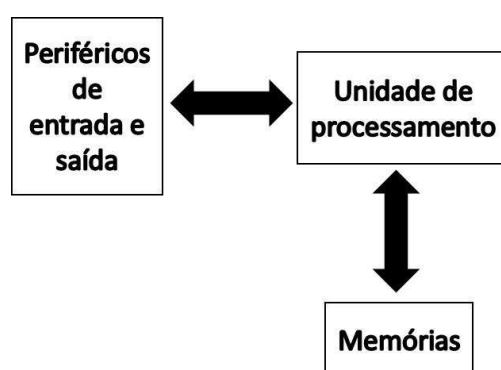 Periféricos
de
entrada e
saída
Unidade de
processamento
Memórias